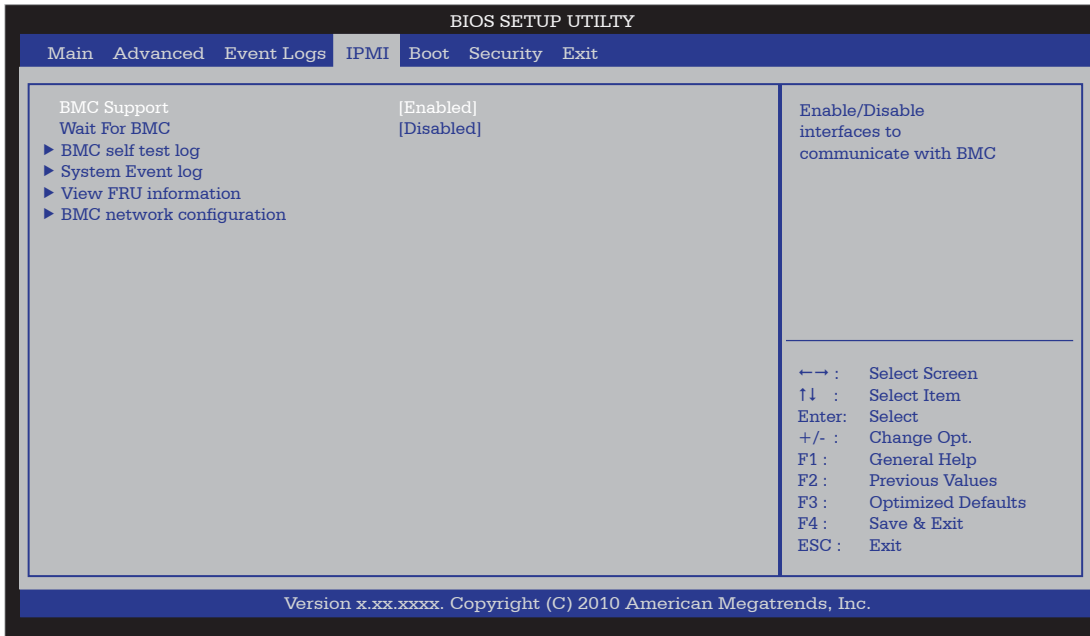 BIOS SETUP UTILTY
Main Advanced Event Logs IPMI Boot Security Exit
BMC Support [Enabled]
Wait For BMC [Disabled]
▶ BMC self test log
▶ System Event log
▶ View FRU information
▶ BMC network configuration
Enable/Disable
interfaces to
communicate with BMC
←→ : Select Screen
↑↓ : Select Item
Enter: Select
+/- : Change Opt.
F1 : General Help
F2 : Previous Values
F3 : Optimized Defaults
F4 : Save & Exit
ESC : Exit
Version x.xx.xxxx. Copyright (C) 2010 American Megatrends, Inc.